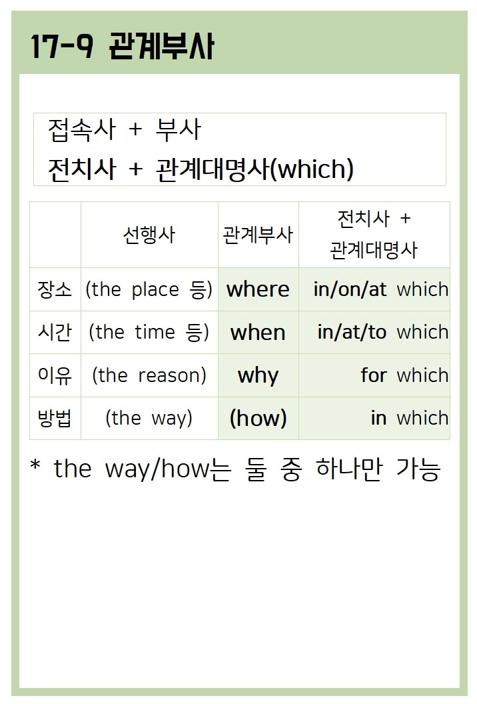 17-9 관계부사
접속사 + 부사
전치사 + 관계대명사(which)
선행사 관계부사 전치사 +
관계대명사
장소 (the place 등) where in/on/at which
시간 (the time 등) when in/at/to which
이유 (the reason) why for which
방법 (the way) (how) in which
* the way/how는 둘 중 하나만 가능